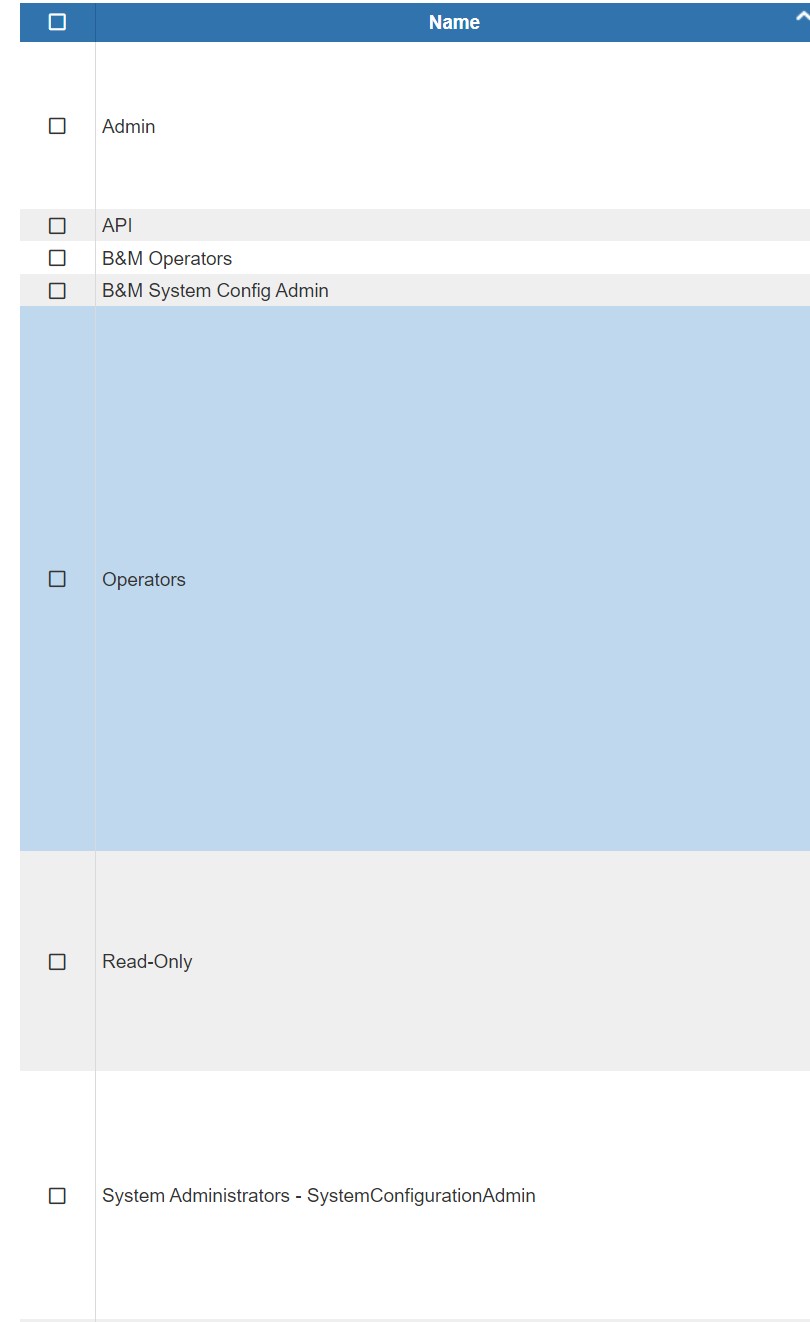 Name
Admin
API
B&M Operators
B&M System Config Admin
Operators
Read-Only
System Administrators - SystemConfigurationAdmin